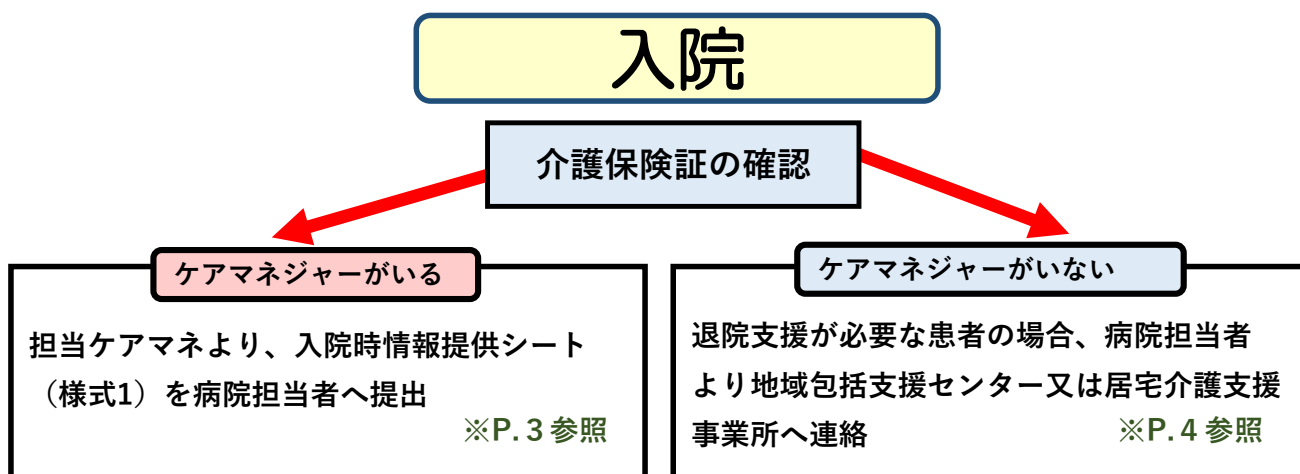 入院
介護保険証の確認
ケアマネジャーがいる
担当ケアマネより、入院時情報提供シート
（様式1）を病院担当者へ提出
※P.３参照
ケアマネジャーがいない
退院支援が必要な患者の場合、病院担当者
より地域包括支援センター又は居宅介護支援
事業所へ連絡
※P.４参照